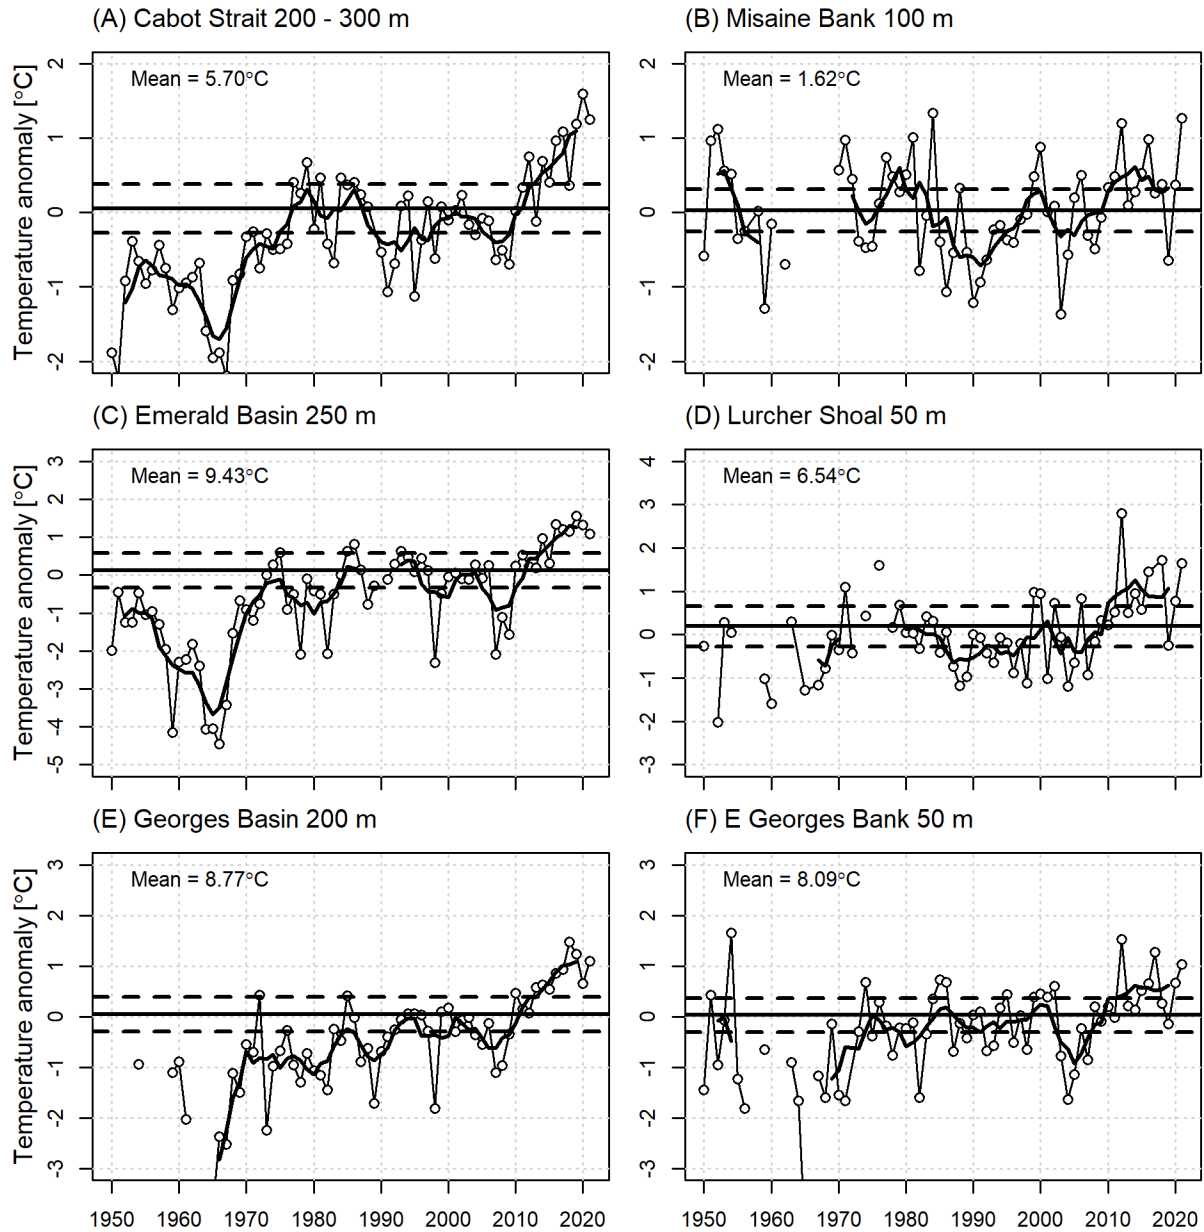 (A) Cabot Strait 200 - 300 m
Mean = 5.70°C
Temperature anomaly [°C]
2
1
0
-1
-2
(B) Misaine Bank 100 m
Mean = 1.62°C
2
1
0
-1
-2
(C) Emerald Basin 250 m
Mean = 9.43°C
Temperature anomaly [°C]
3
2
1
0
-1
-2
-3
-4
-5
(D) Lurcher Shoal 50 m
Mean = 6.54°C
4
3
2
1
0
-1
-2
-3
(E) Georges Basin 200 m
Mean = 8.77°C
Temperature anomaly [°C]
3
2
1
0
-1
-2
-3
1950 1960 1970 1980 1990 2000 2010 2020
(F) E Georges Bank 50 m
Mean = 8.09°C
3
2
1
0
-1
-2
-3
1950 1960 1970 1980 1990 2000 2010 2020